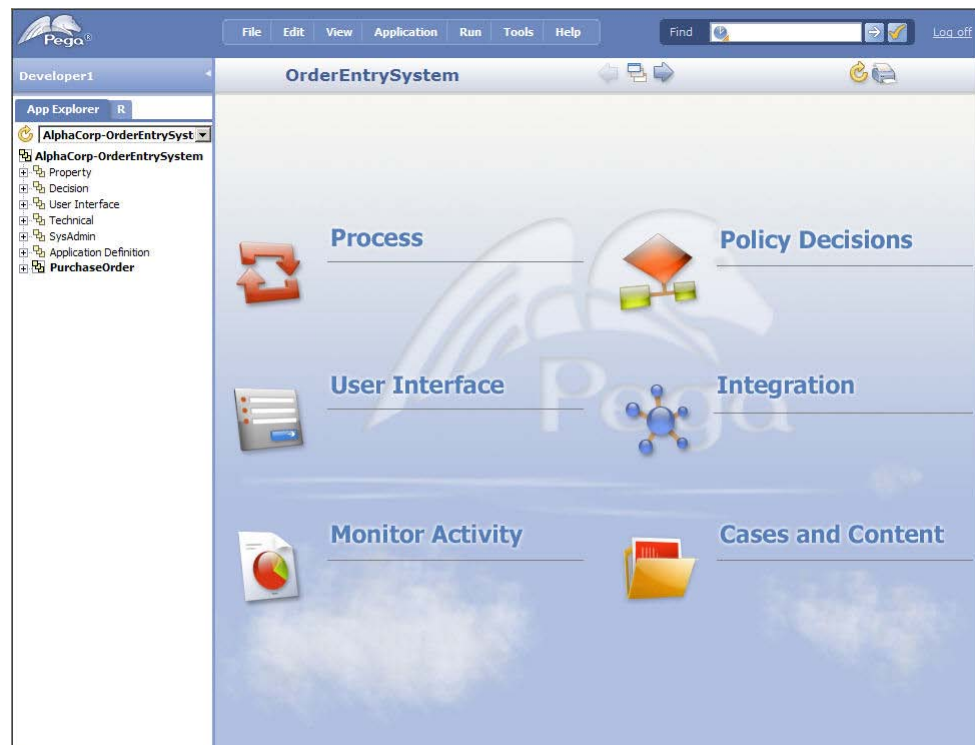 Pega®
File Edit View Application Run Tools Help
Find
Log off
Developer1
OrderEntrySystem
App Explorer R
AlphaCorp-OrderEntrySyst
AlphaCorp-OrderEntrySystem
Property
Decision
User Interface
Technical
SysAdmin
Application Definition
PurchaseOrder
Process
Policy Decisions
User Interface
Integration
Pega
Monitor Activity
Cases and Content